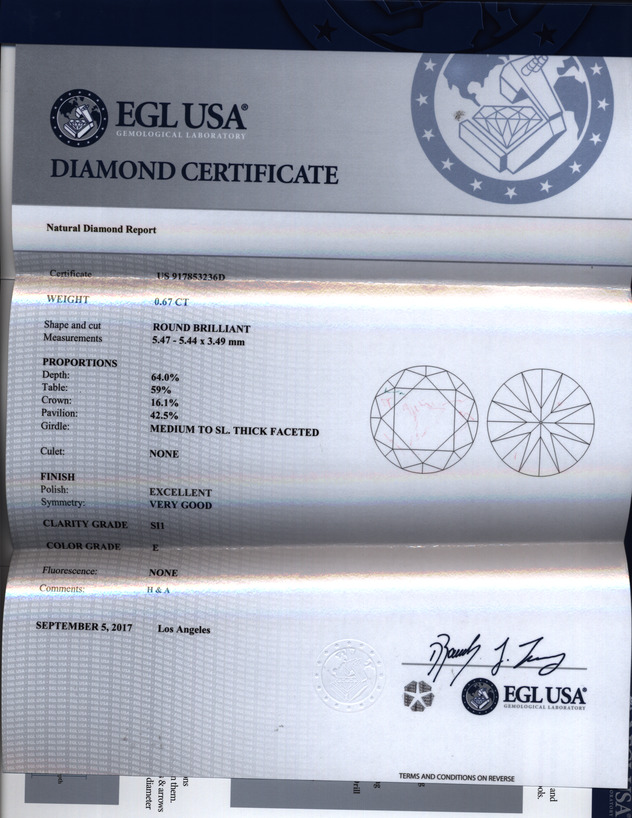 EGL USA®
GEMOLOGICAL LABORATORY
DIAMOND CERTIFICATE
Natural Diamond Report
Certificate US 917853236D
WEIGHT 0.67 CT
Shape and cut ROUND BRILLIANT
Measurements 5.47 - 5.44 x 3.49 mm
PROPORTIONS
Depth: 64.0%
Table: 59%
Crown: 16.1%
Pavilion: 42.5%
Girdle: MEDIUM TO SL. THICK FACETED
Culet: NONE
FINISH
Polish: EXCELLENT
Symmetry: VERY GOOD
CLARITY GRADE SI1
COLOR GRADE E
Fluorescence: NONE
Comments: H & A
SEPTEMBER 5, 2017 Los Angeles
EGL USA®
GEMOLOGICAL LABORATORY
TERMS AND CONDITIONS ON REVERSE
n them.
& arrows
diameter
and